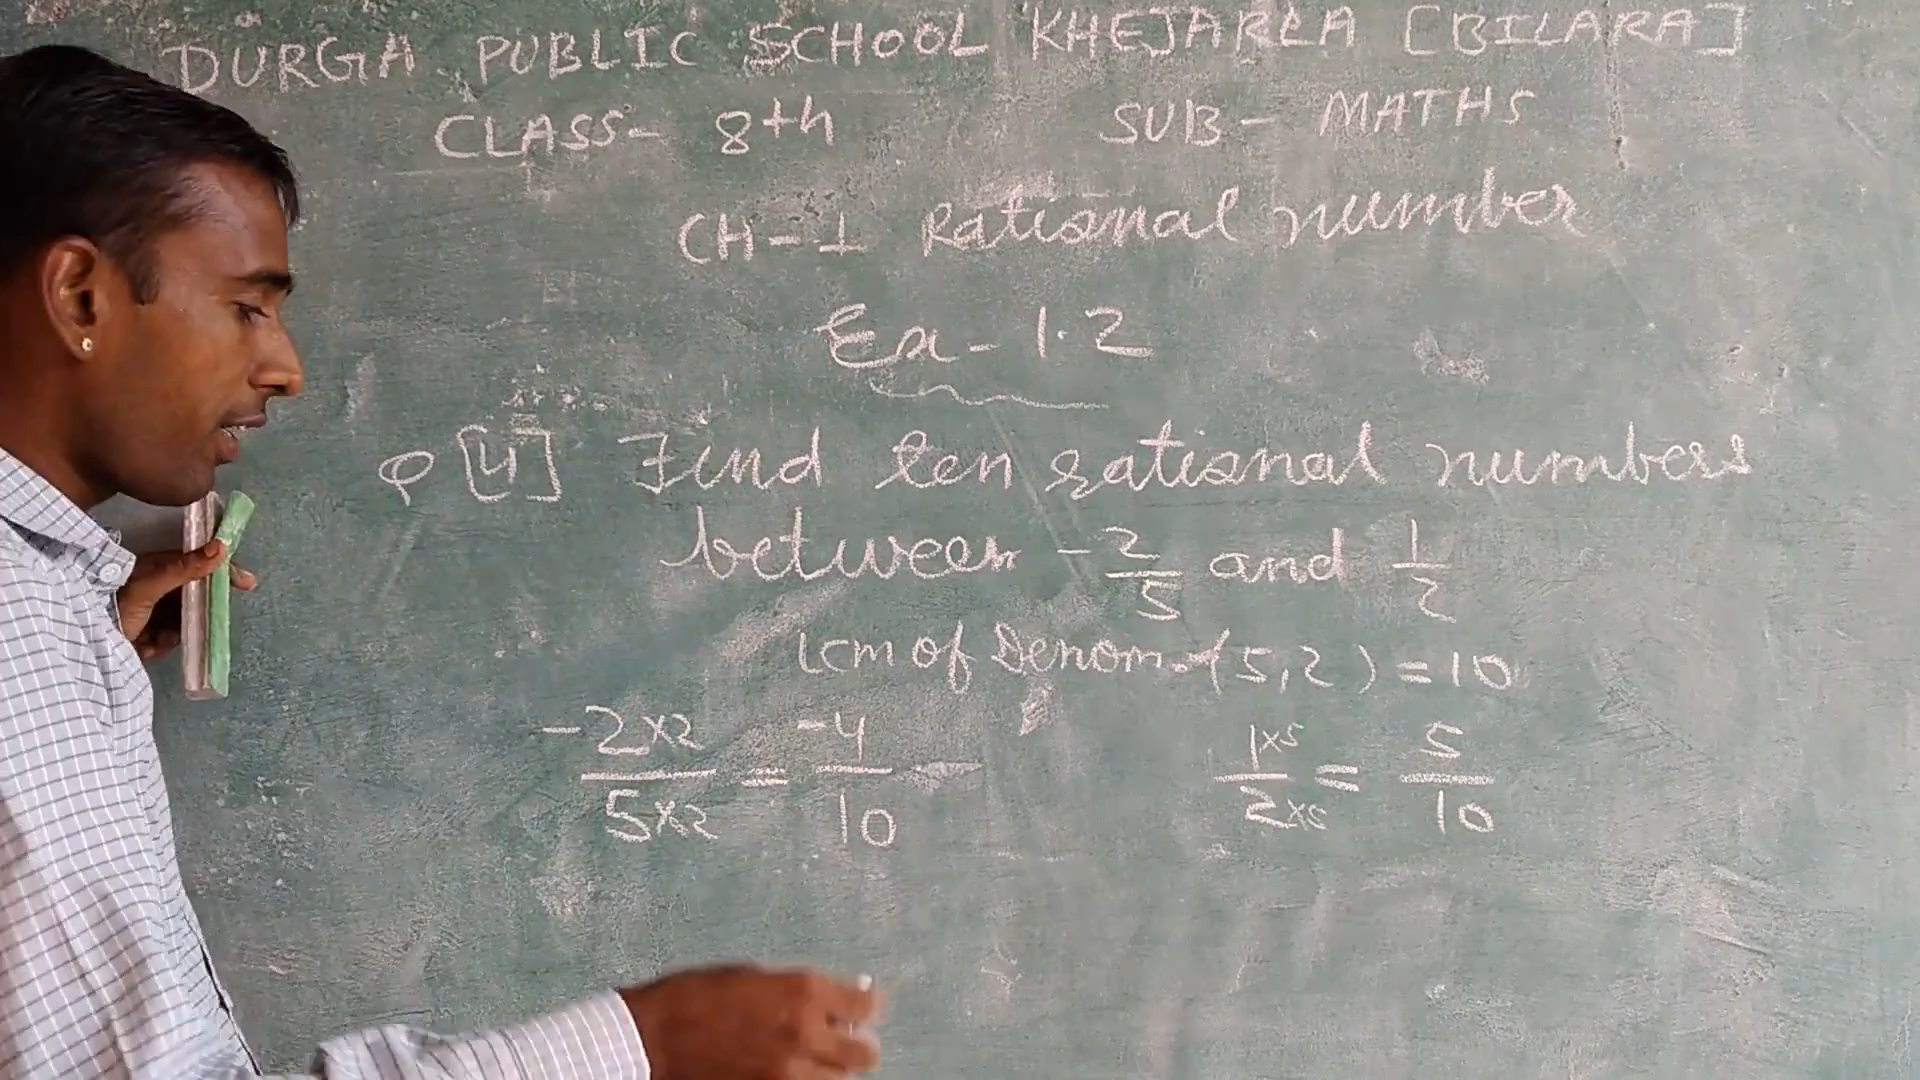 DURGA PUBLIC SCHOOL KHEJARLA [BILARA]
CLASS- 8th SUB- MATHS
CH-1 Rational number
Ex-1.2
Q[4] Find ten rational numbers
between -2/5 and 1/2
LCM of Denom. (5,2) = 10
-2×2/5×2 = -4/10 1×5/2×5 = 5/10